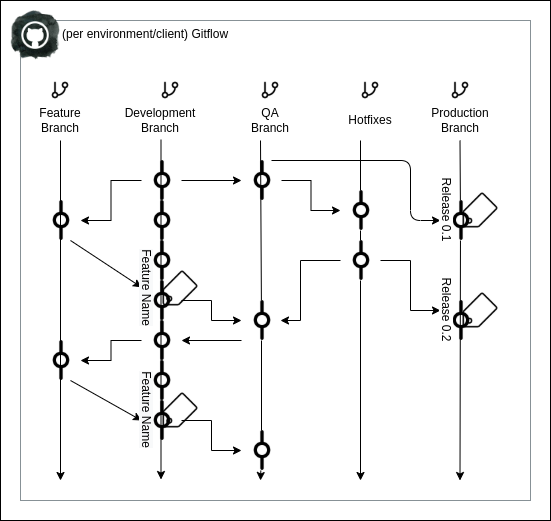 (per environment/client) Gitflow
Feature
Branch
Development
Branch
QA
Branch
Hotfixes
Production
Branch
Release 0.1
Feature Name
Release 0.2
Feature Name